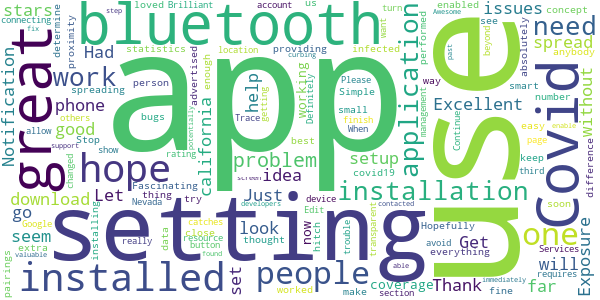 stars
connecting
fix
determine
step
loved Brilliant
statistics
proximity
Had
bluetooth
account us
turn
infected
want
enabled Awesome
see
issues
concept
past
anybody
need
spread
beyond
performed
Notification
great
spreading
work
person
phone
others
good
Stop
bugs
allow
support
show
app
potentially
advertised
california
location
enough
getting
Trace
rating
providing
curbing
help
working
Definitely
Please
Simple
small
finish
When
best
application
management
way
use
absolutely
smart
number
Excellent
Continue
Covid
without
easy enable
page
keep
third
difference
hope
changed
Fascinating
thing
Let
Nevada
try
problem
screen
idea
covid19
setup
device
installation
transparent
contacted
download
go
seem
Google
extra
valuable
pairings
installing
setting
really
data
button
found
catches
close
resource
developers
look
Just
thought
Edit
hitch
now
trouble
Hopefully
avoid
everything
Get
one
soon
Services
requires
immediately
Exposure
will
installed
worked
set
people
make
able
section
coverage
Thank
fine
far